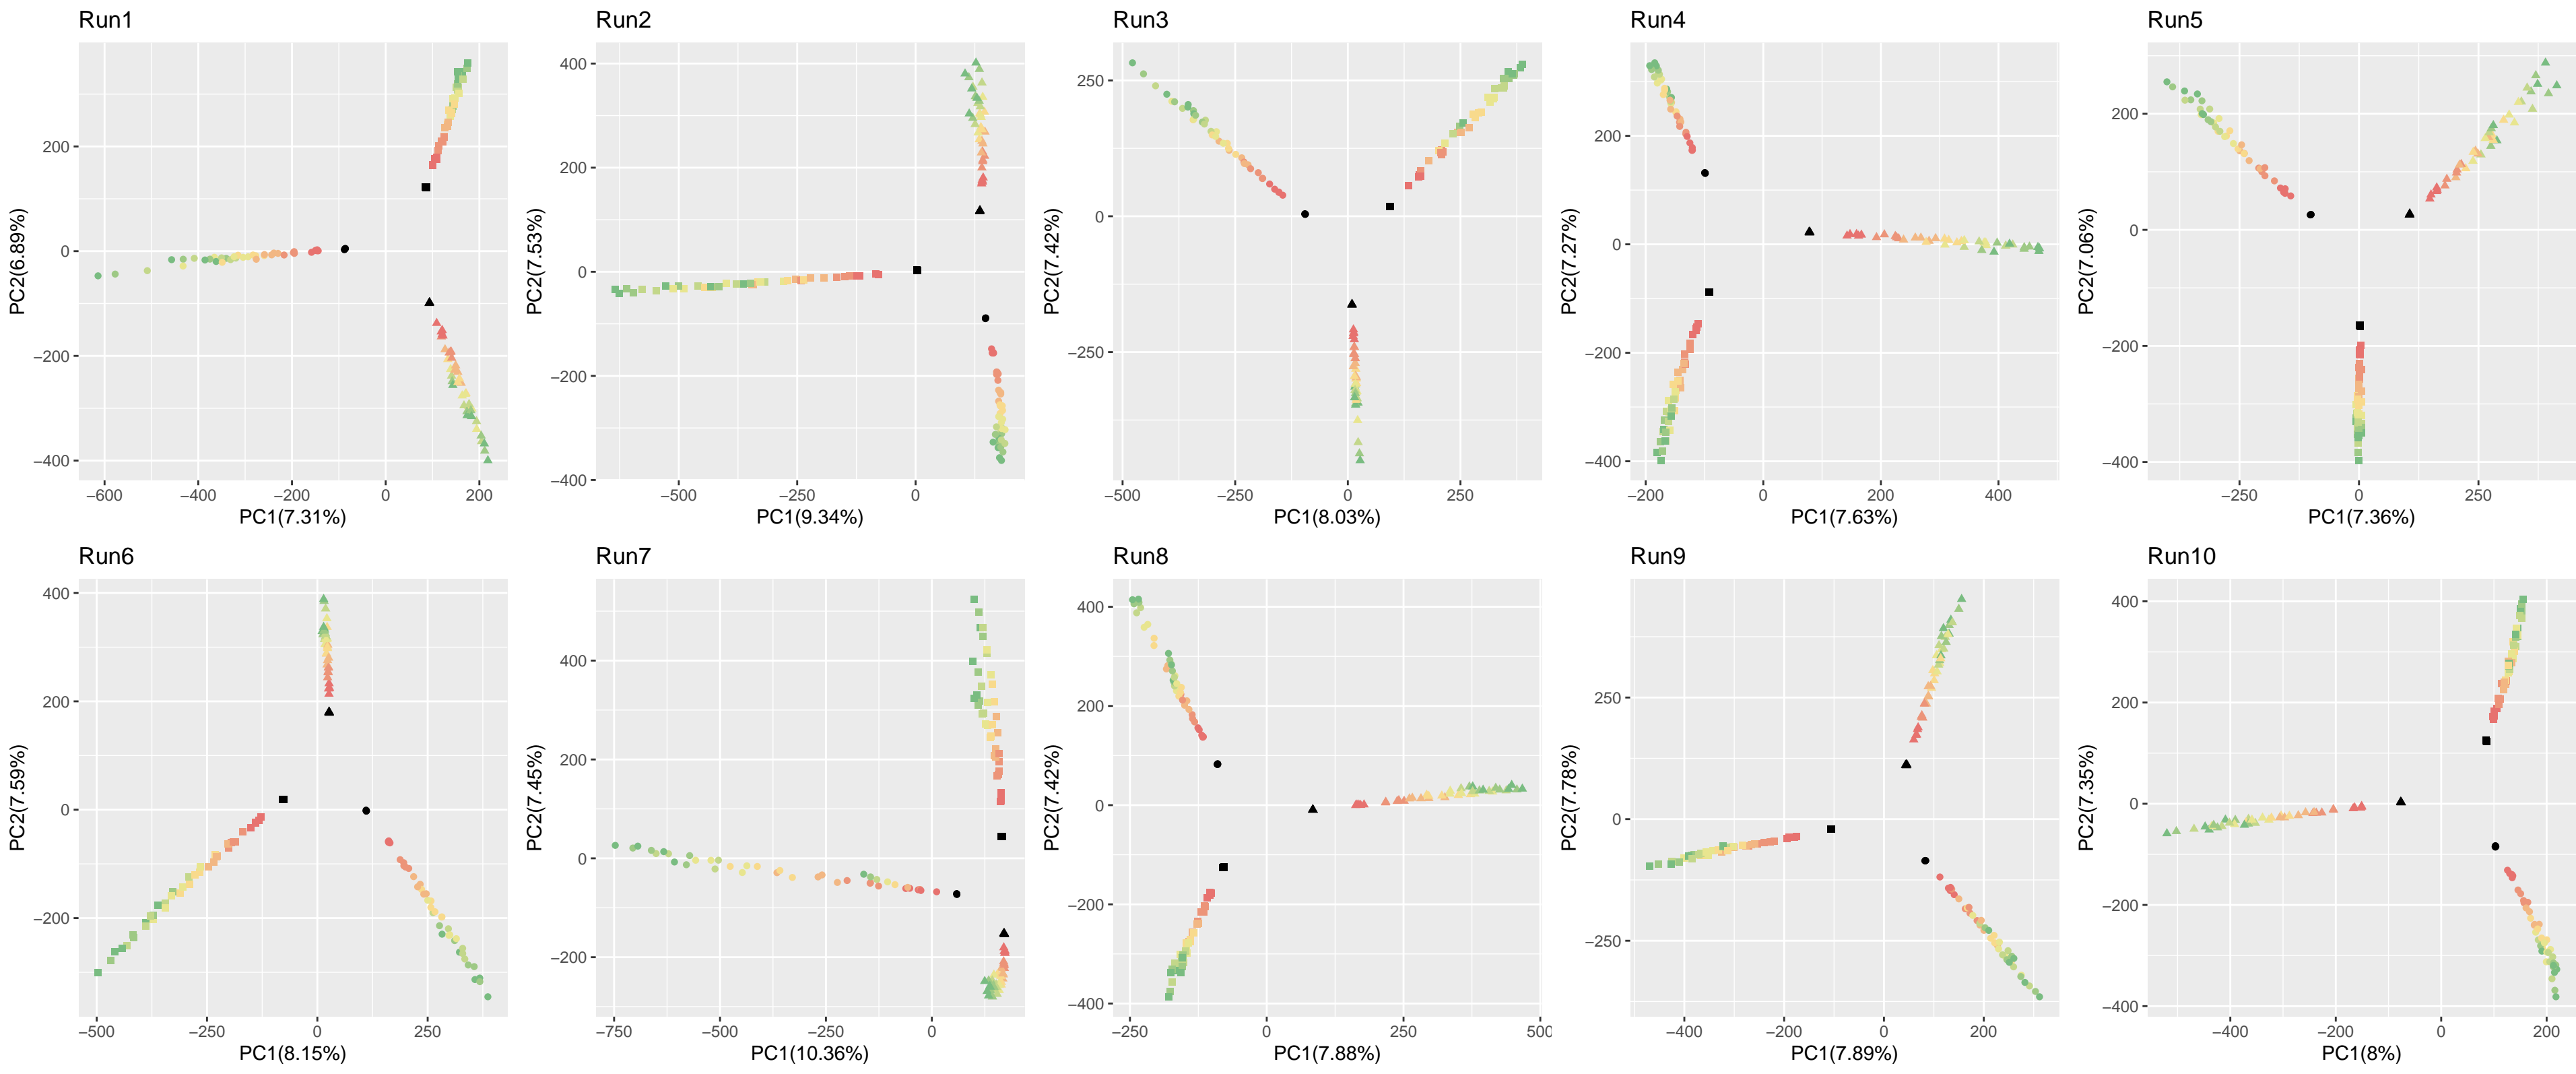 Run1 Run2 Run3 Run4 Run5
400 200 0 −200 −400
PC2(6.89%) PC2(7.53%) PC2(7.42%) PC2(7.27%) PC2(7.06%)
200 0 −200 −400
400 200 0 −200 −400
250 0 −250
200 0 −200 −400
200 0 −200 −400
−600 −400 −200 0 200
−500 −250 0
−500 −250 0 250
−200 0 200 400
−250 0 250
PC1(7.31%) PC1(9.34%) PC1(8.03%) PC1(7.63%) PC1(7.36%)
Run6 Run7 Run8 Run9 Run10
PC2(7.59%) PC2(7.45%) PC2(7.42%) PC2(7.78%) PC2(7.35%)
400 200 0 −200
400 200 0 −200
400 200 0 −200 −400
250 0 −250
400 200 0 −200 −400
−500 −250 0 250
−750 −500 −250 0
−250 0 250 500
−400 −200 0 200
−400 −200 0 200
PC1(8.15%) PC1(10.36%) PC1(7.88%) PC1(7.89%) PC1(8%)